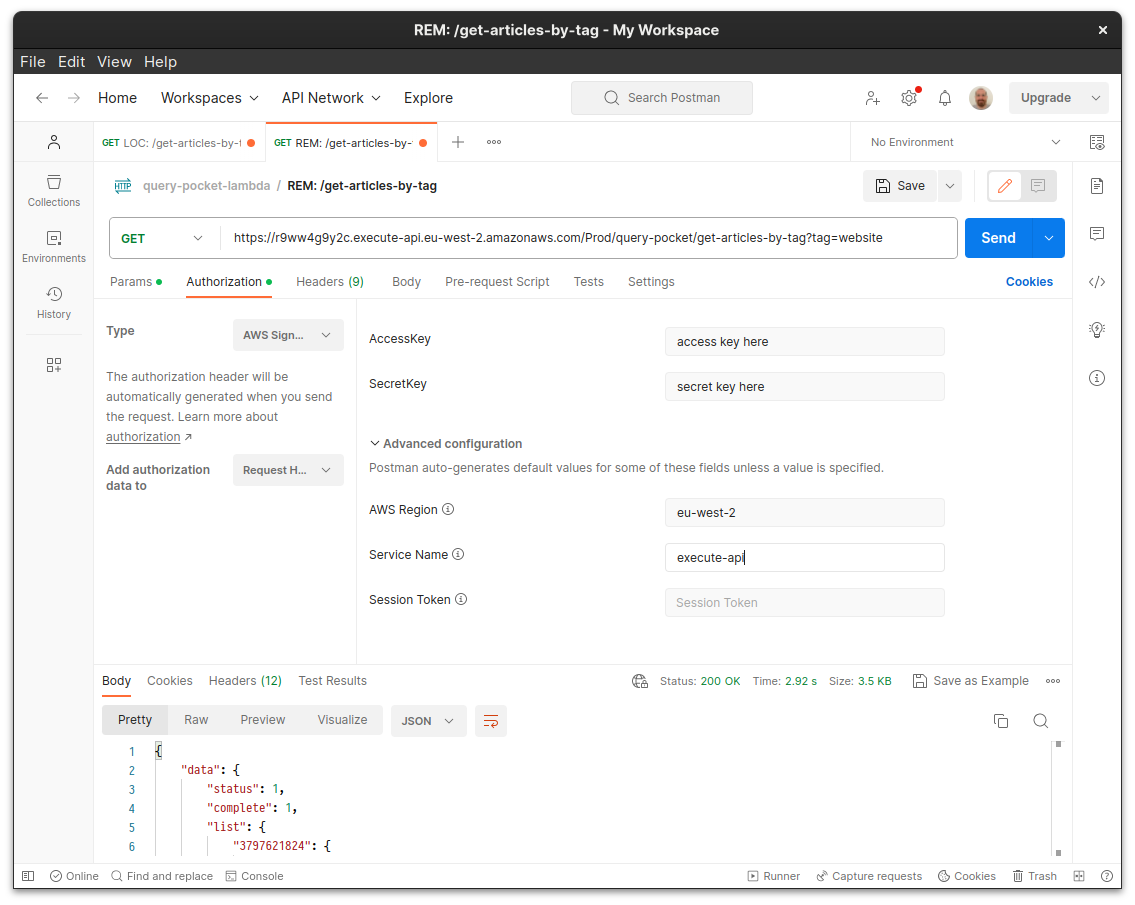 REM: /get-articles-by-tag - My Workspace
File Edit View Help
Home Workspaces API Network Explore Search Postman Upgrade
GET LOC: /get-articles-by-t GET REM: /get-articles-by- No Environment
HTTP query-pocket-lambda / REM: /get-articles-by-tag Save
Collections
Environments
History
GET https://r9ww4g9y2c.execute-api.eu-west-2.amazonaws.com/Prod/query-pocket/get-articles-by-tag?tag=website Send
Params Authorization Headers (9) Body Pre-request Script Tests Settings Cookies
Type AWS Sign...
The authorization header will be
automatically generated when you send
the request. Learn more about
authorization ↗
Add authorization
data to
Request H...
AccessKey access key here
SecretKey secret key here
Advanced configuration
Postman auto-generates default values for some of these fields unless a value is specified.
AWS Region eu-west-2
Service Name execute-api
Session Token Session Token
Body Cookies Headers (12) Test Results Status: 200 OK Time: 2.92 s Size: 3.5 KB Save as Example
Pretty Raw Preview Visualize JSON
1 {
2 "data": {
3 "status": 1,
4 "complete": 1,
5 "list": {
6 "3797621824": {
Online Find and replace Console Runner Capture requests Cookies Trash